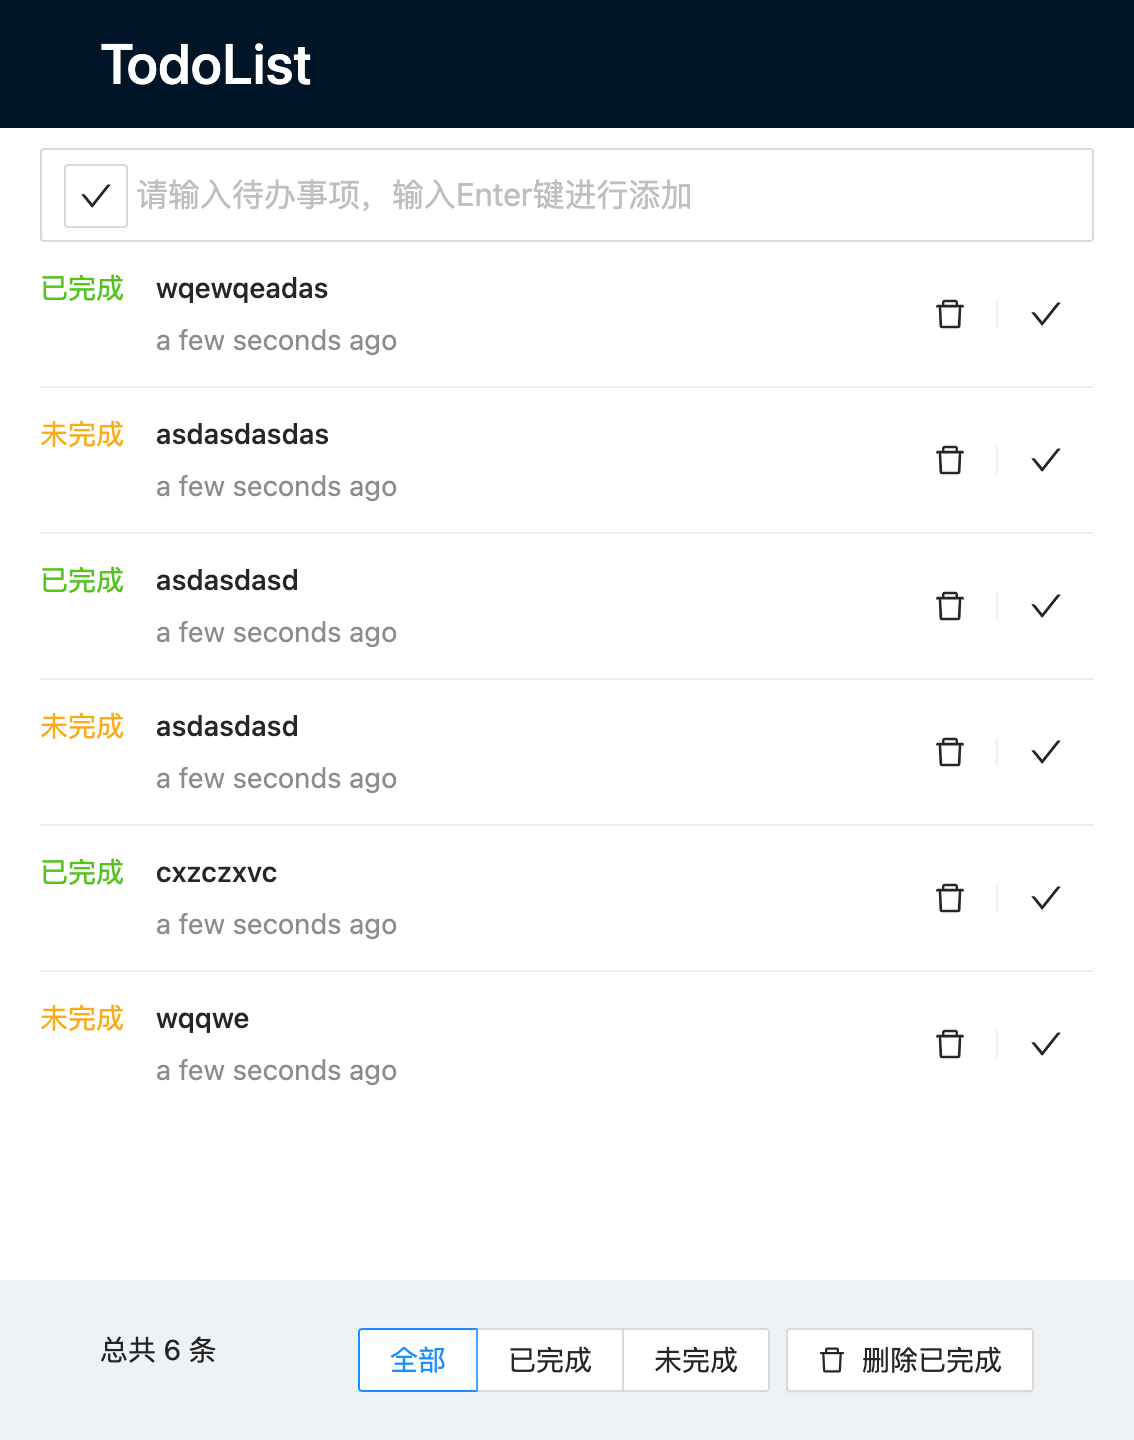 TodoList
请输入待办事项，输入Enter键进行添加
已完成 wqewqeadas
a few seconds ago
未完成 asdasdasdas
a few seconds ago
已完成 asdasdasd
a few seconds ago
未完成 asdasdasd
a few seconds ago
已完成 cxzczxvc
a few seconds ago
未完成 wqqwe
a few seconds ago
总共 6 条 全部 已完成 未完成 删除已完成